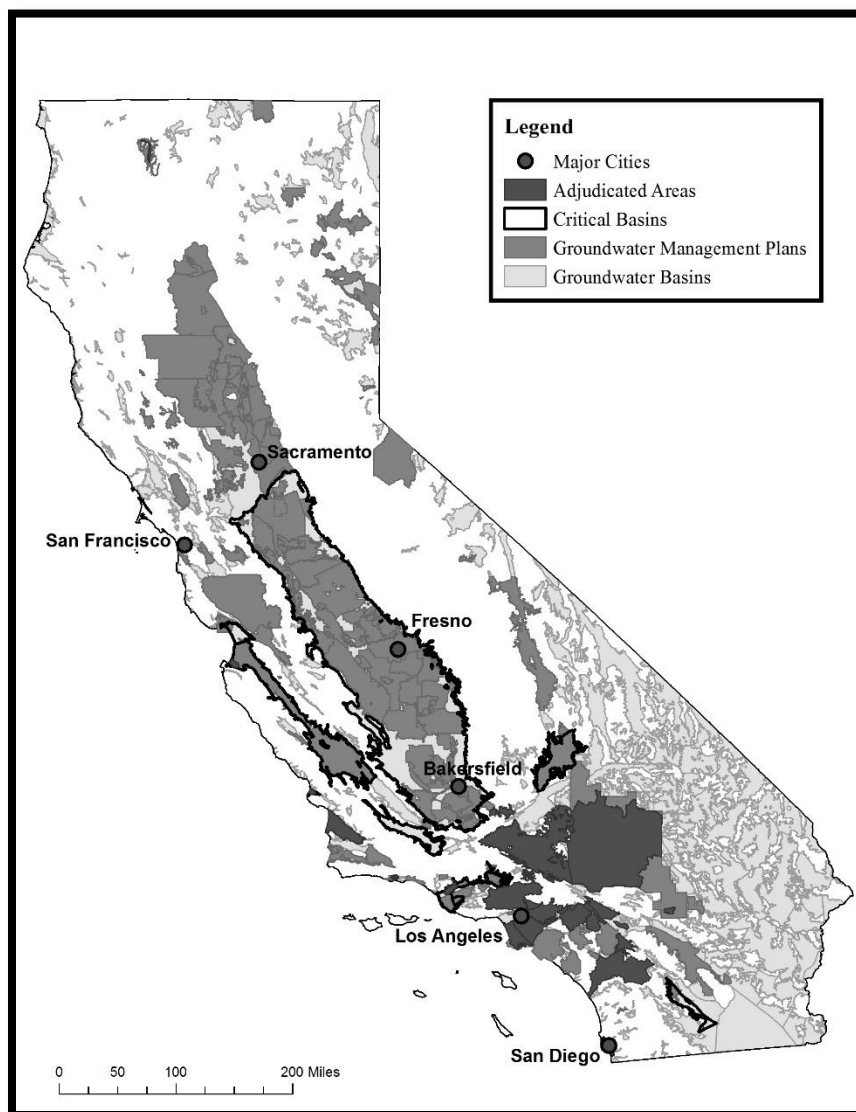 Legend
Major Cities
Adjudicated Areas
Critical Basins
Groundwater Management Plans
Groundwater Basins
Sacramento
San Francisco
Fresno
Bakersfield
Los Angeles
San Diego
0 50 100 200 Miles